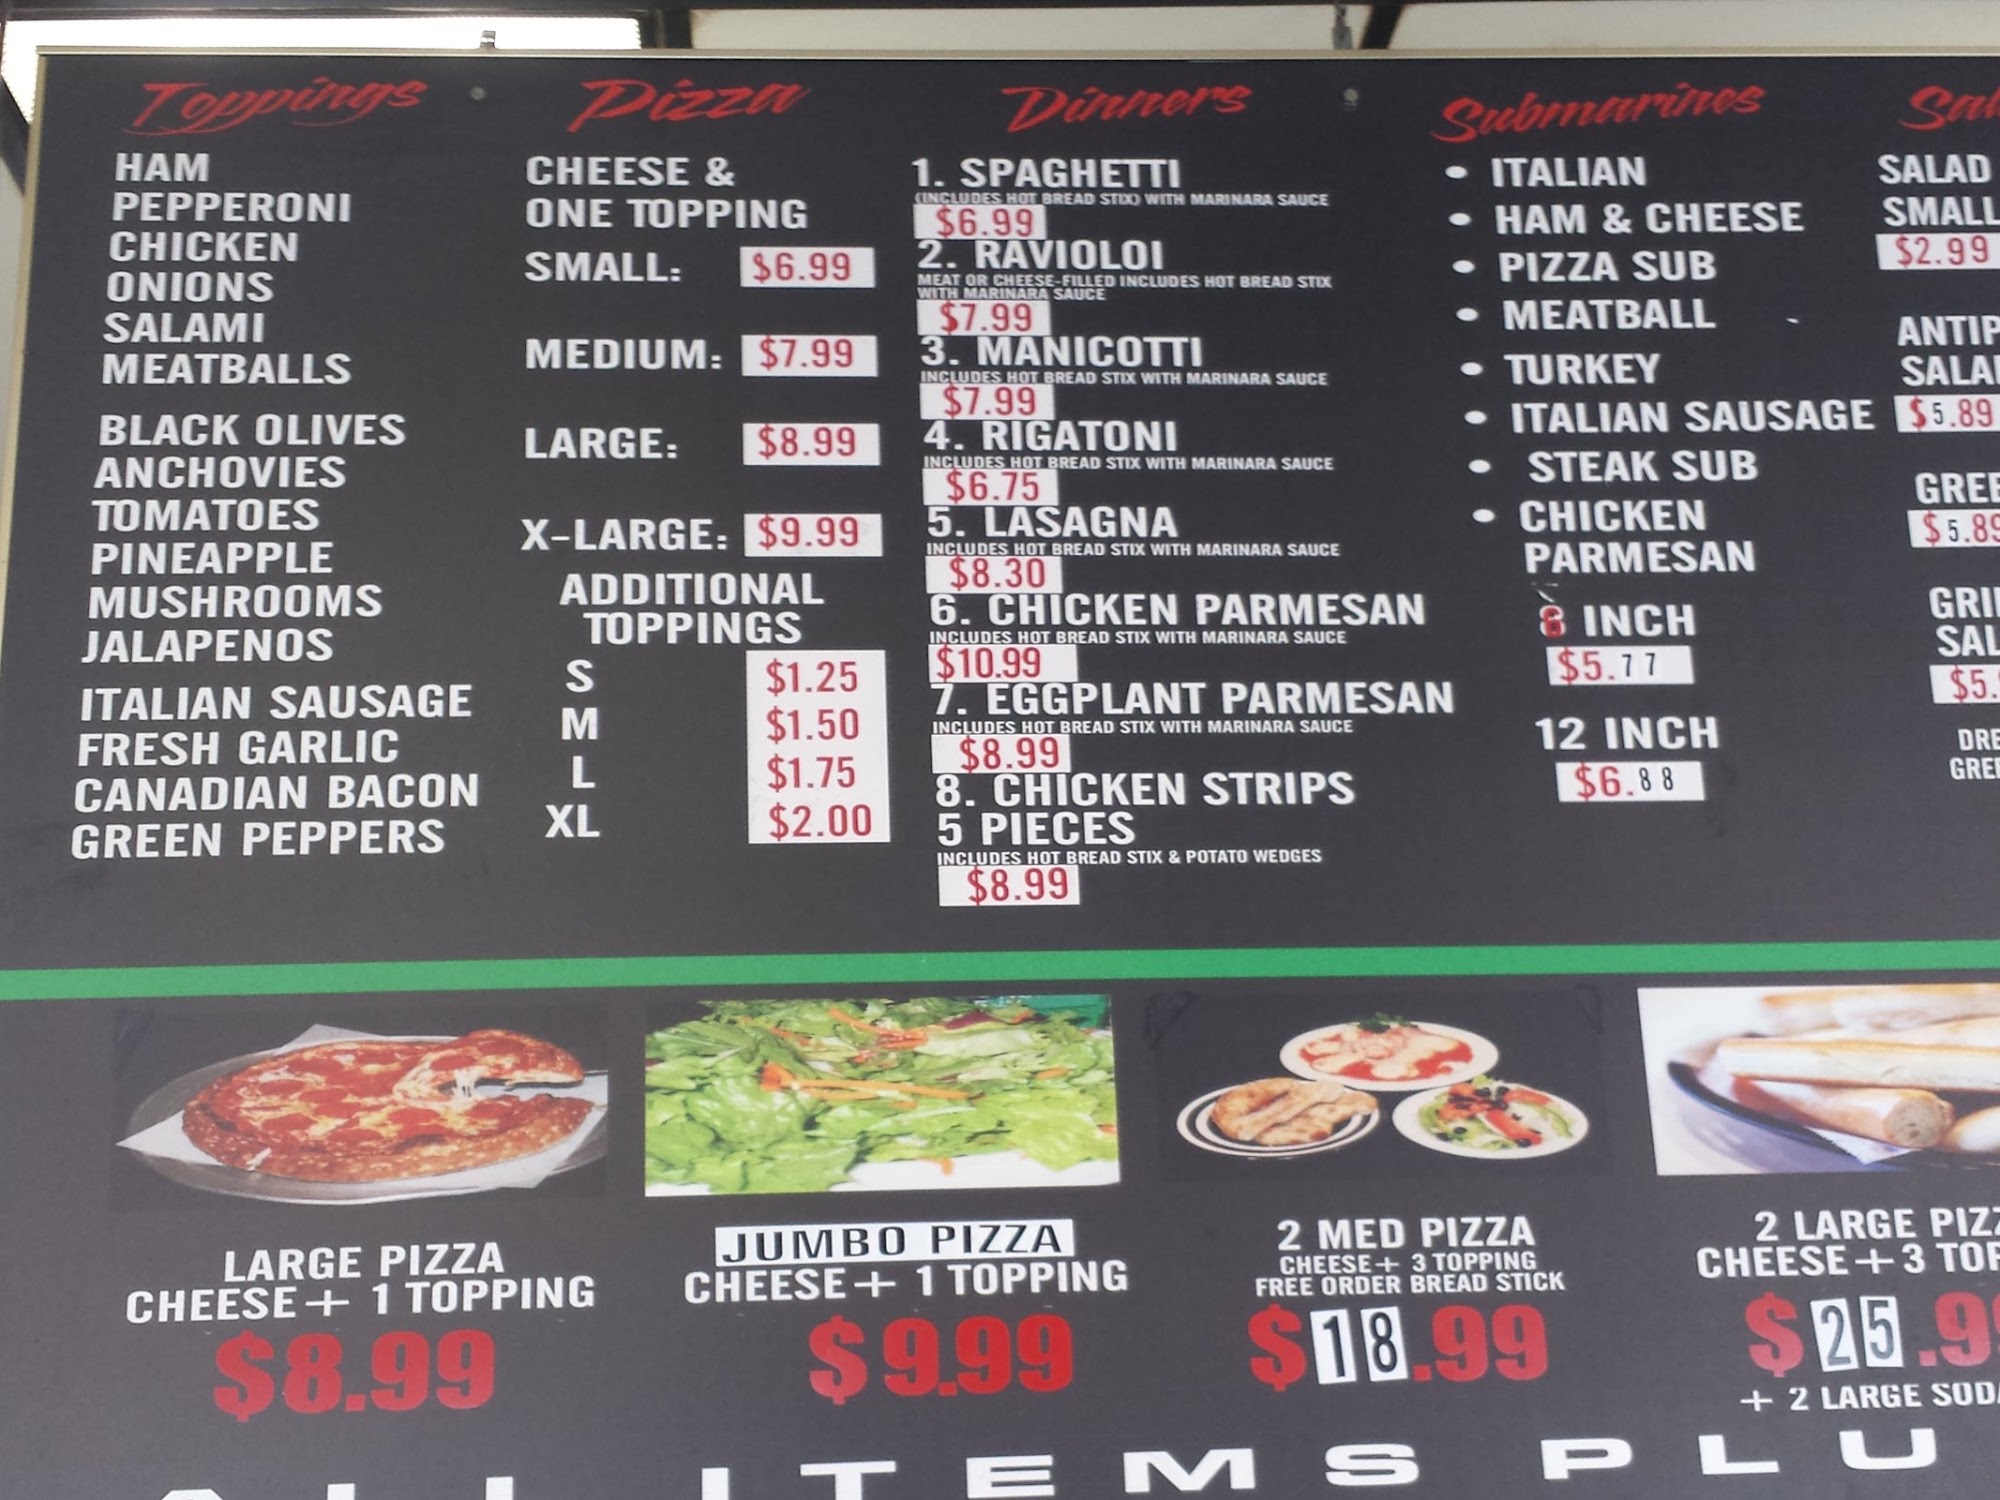 Toppings
HAM
PEPPERONI
CHICKEN
ONIONS
SALAMI
MEATBALLS
BLACK OLIVES
ANCHOVIES
TOMATOES
PINEAPPLE
MUSHROOMS
JALAPENOS
ITALIAN SAUSAGE
FRESH GARLIC
CANADIAN BACON
GREEN PEPPERS
Pizza
CHEESE &
ONE TOPPING
SMALL: $6.99
MEDIUM: $7.99
LARGE: $8.99
X-LARGE: $9.99
ADDITIONAL
TOPPINGS
S $1.25
M $1.50
L $1.75
XL $2.00
Dinners
1. SPAGHETTI
(INCLUDES HOT BREAD STIX) WITH MARINARA SAUCE
$6.99
2. RAVIOLOI
MEAT OR CHEESE-FILLED INCLUDES HOT BREAD STIX
WITH MARINARA SAUCE
$7.99
3. MANICOTTI
INCLUDES HOT BREAD STIX WITH MARINARA SAUCE
$7.99
4. RIGATONI
INCLUDES HOT BREAD STIX WITH MARINARA SAUCE
$6.75
5. LASAGNA
INCLUDES HOT BREAD STIX WITH MARINARA SAUCE
$8.30
6. CHICKEN PARMESAN
INCLUDES HOT BREAD STIX WITH MARINARA SAUCE
$10.99
7. EGGPLANT PARMESAN
INCLUDES HOT BREAD STIX WITH MARINARA SAUCE
$8.99
8. CHICKEN STRIPS
5 PIECES
INCLUDES HOT BREAD STIX & POTATO WEDGES
$8.99
Submarines
• ITALIAN
• HAM & CHEESE
• PIZZA SUB
• MEATBALL
• TURKEY
• ITALIAN SAUSAGE
• STEAK SUB
• CHICKEN
PARMESAN
8 INCH
$5.77
12 INCH
$6.88
SALAD
SMALL
$2.99
$5.89
LARGE PIZZA
CHEESE + 1 TOPPING
$8.99
JUMBO PIZZA
CHEESE + 1 TOPPING
$9.99
2 MED PIZZA
CHEESE + 3 TOPPING
FREE ORDER BREAD STICK
$18.99
2 LARGE
CHEESE + 3
$25.9
+ 2 LARGE
ITEMS